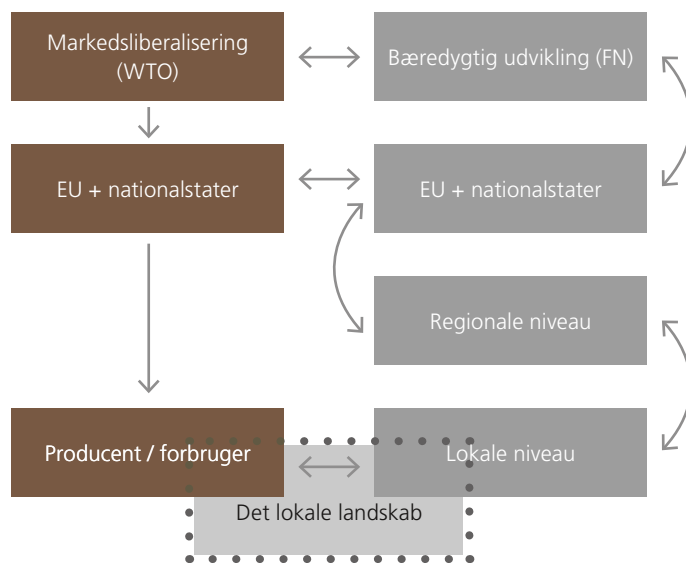 Markedsliberalisering
(WTO)
Bæredygtig udvikling (FN)
EU + nationalstater
EU + nationalstater
Regionale niveau
Producent / forbruger
Lokale niveau
Det lokale landskab